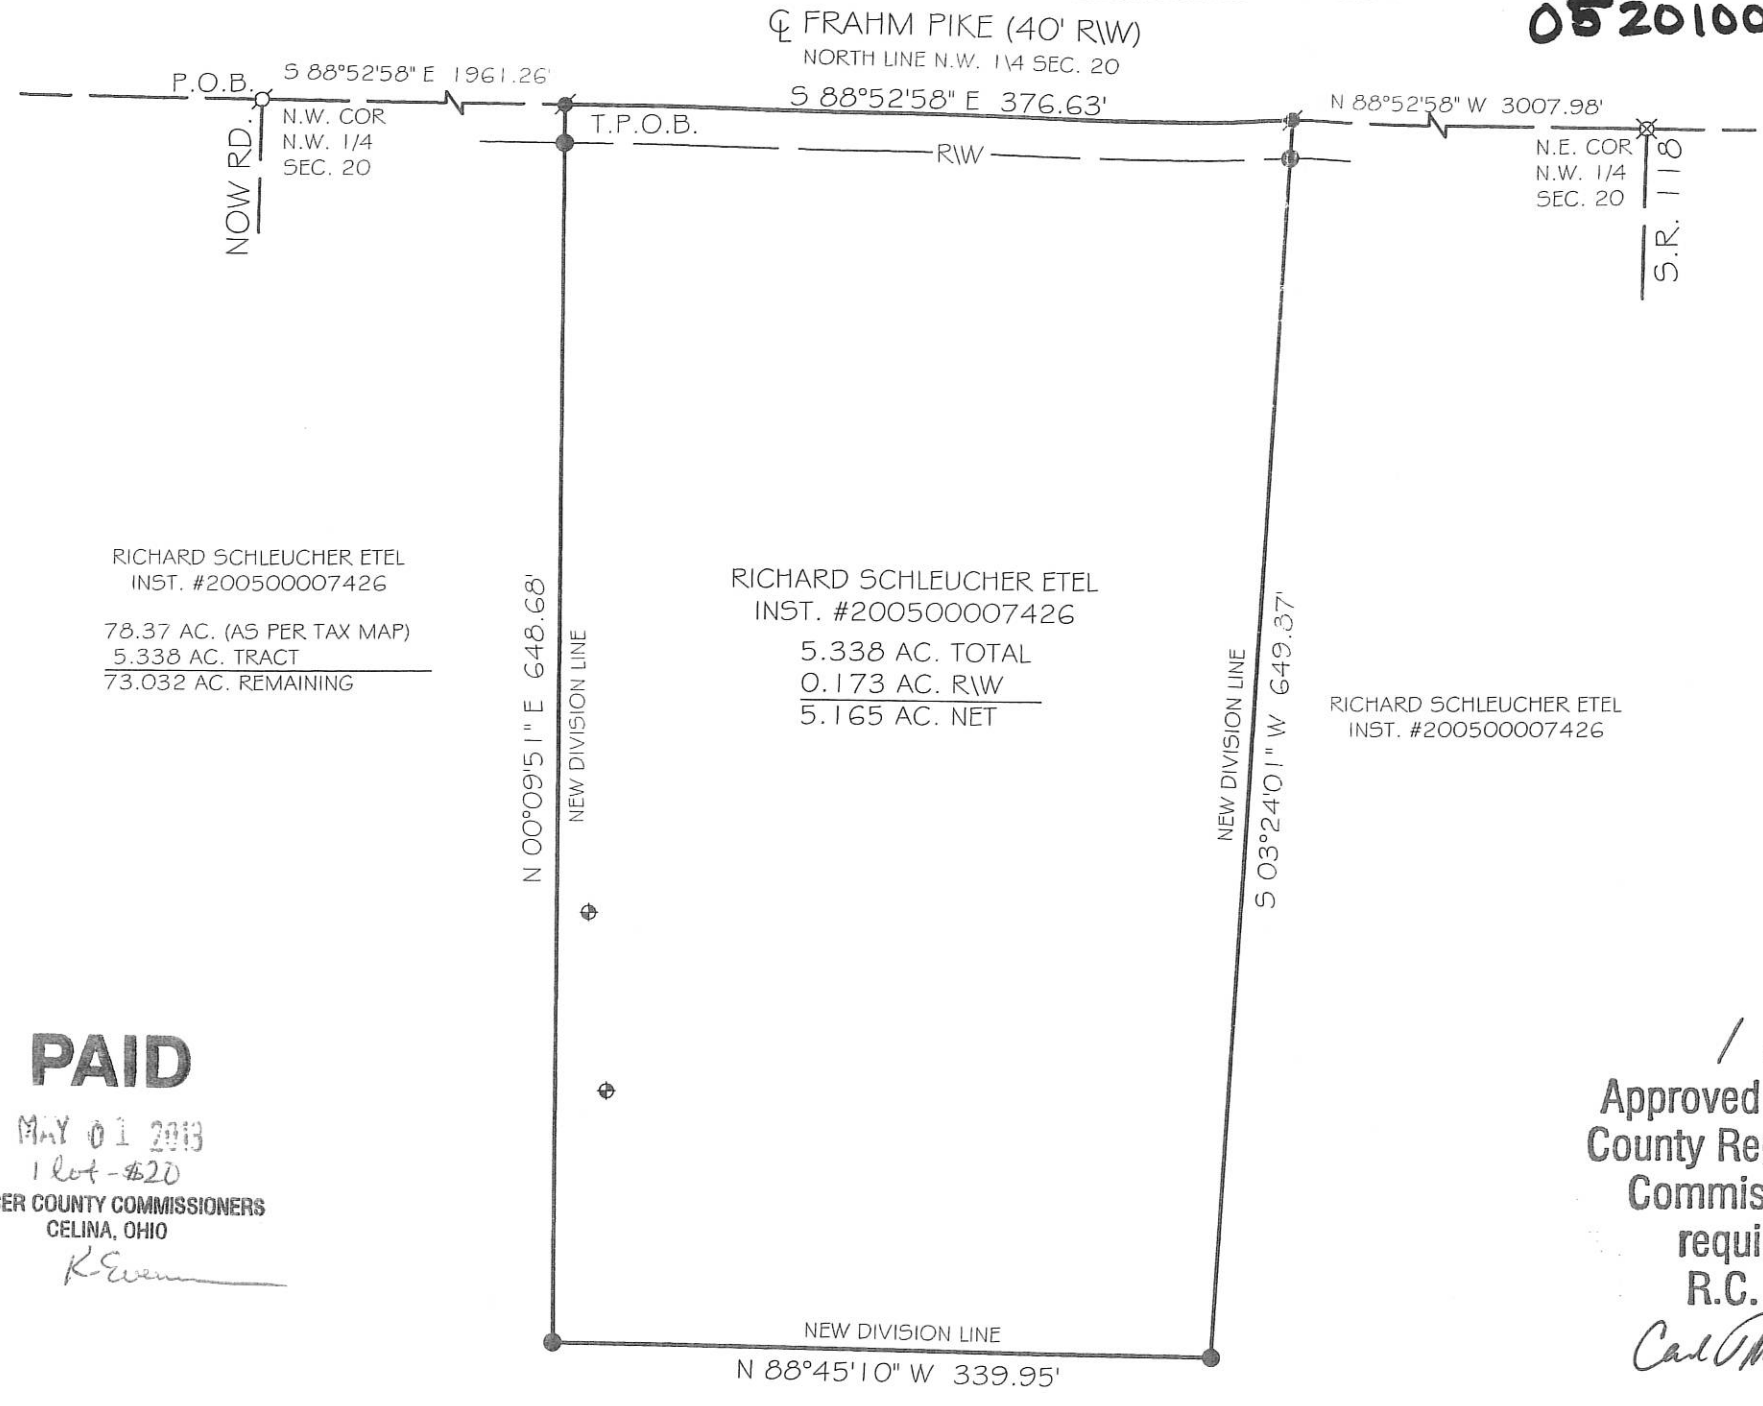 0520100
℄ FRAHM PIKE (40' R\W)
NORTH LINE N.W. 1\4 SEC. 20
P.O.B.
S 88°52'58" E 1961.26'
S 88°52'58" E 376.63'
N 88°52'58" W 3007.98'
N.W. COR
N.W. 1/4
SEC. 20
T.P.O.B.
R\W
N.E. COR
N.W. 1/4
SEC. 20
NOW RD.
S.R. 118
RICHARD SCHLEUCHER ETEL
INST. #200500007426
78.37 AC. (AS PER TAX MAP)
5.338 AC. TRACT
73.032 AC. REMAINING
N 00°09'51" E 648.68'
NEW DIVISION LINE
RICHARD SCHLEUCHER ETEL
INST. #200500007426
5.338 AC. TOTAL
0.173 AC. R\W
5.165 AC. NET
NEW DIVISION LINE
S 03°24'01" W 649.37'
RICHARD SCHLEUCHER ETEL
INST. #200500007426
PAID
MAY 01 2013
1 lot - $20
ER COUNTY COMMISSIONERS
CELINA, OHIO
Approved
County Re
Commis
requi
R.C.
NEW DIVISION LINE
N 88°45'10" W 339.95'